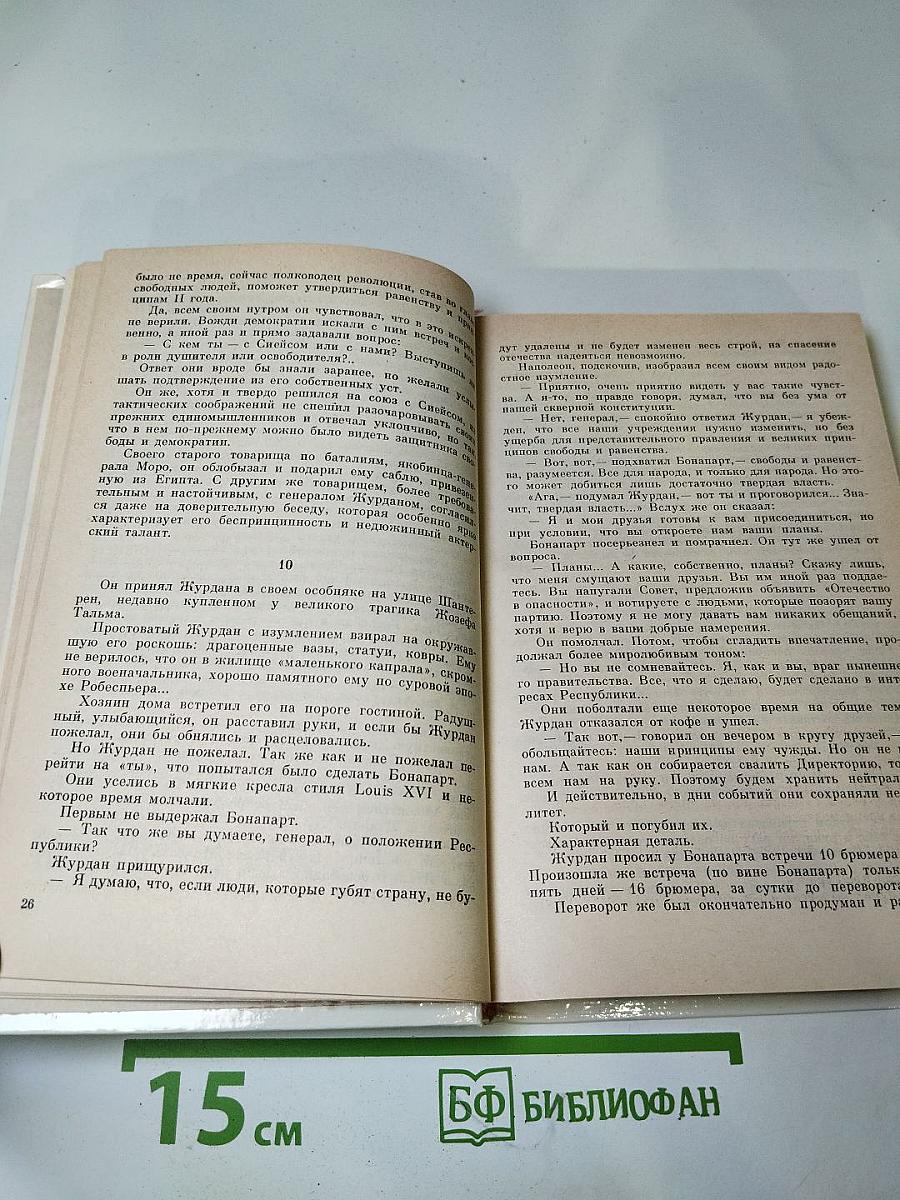 было не время, сейчас полководец революции, став во главе
свободных людей, поможет утвердиться равенству и прин-
ципам II года.
Да, всем своим нутром он чувствовал, что в это искренне
не верили. Вожди демократии искали с ним встреч и
венно, а иной раз и прямо задавали вопрос:
— С кем ты — с Сиейсом или с нами? Выступишь ли
в роли душителя или освободителя?..
Ответ они вроде бы знали заранее, но желали услы-
шать подтверждение из его собственных уст.
Он же, хотя и твердо решился на союз с Сиейсом, из
тактических соображений не спешил разочаровывать своих
прежних единомышленников и отвечал уклончиво, но так,
что в нем по-прежнему можно было видеть защитника сво-
боды и демократии.
Своего старого товарища по баталиям, якобинца-гене-
рала Моро, он облобызал и подарил ему саблю, привезен-
ную из Египта. С другим же товарищем, более требова-
тельным и настойчивым, с генералом Журданом, согласил-
ся даже на доверительную беседу, которая особенно ярко
характеризует его беспринципность и недюжинный актер-
ский талант.
10
Он принял Журдана в своем особняке на улице Шанте-
рен, недавно купленном у великого трагика Жозефа
Тальма.
Простоватый Журдан с изумлением взирал на окружав-
шую его роскошь: драгоценные вазы, статуи, ковры. Ему
не верилось, что он в жилище «маленького капрала», скром-
ного военачальника, хорошо памятного ему по суровой эпо-
хе Робеспьера...
Хозяин дома встретил его на пороге гостиной. Радуш-
ный, улыбающийся, он расставил руки, и если бы Журдан
пожелал, они бы обнялись и расцеловались.
Но Журдан не пожелал. Так же как и не пожелал пе-
рейти на «ты», что попытался было сделать Бонапарт.
Они уселись в мягкие кресла стиля Louis XVI и не-
которое время молчали.
Первым не выдержал Бонапарт.
— Так что же вы думаете, генерал, о положении Рес-
публики?
Журдан прищурился.
— Я думаю, что, если люди, которые губят страну, не бу-
26
дут удалены и не будет изменен весь строй, на спасение
отечества надеяться невозможно.
Наполеон, подскочив, изобразил всем своим видом радо-
стное изумление.
— Приятно, очень приятно видеть у вас такие чувст-
ва. А я-то, по правде говоря, думал, что вы без ума от
нашей скверной конституции.
— Нет, генерал,— спокойно ответил Журдан,— я убеж-
ден, что все наши учреждения нужно изменить, но без
ущерба для представительного правления и великих прин-
ципов свободы и равенства.
— Вот, вот,— подхватил Бонапарт,— свободы и равенст-
ва, разумеется. Все для народа, и только для народа. Но это-
го может добиться лишь достаточно твердая власть.
«Ага,— подумал Журдан,— вот ты и проговорился... Зна-
чит, твердая власть...» Вслух же он сказал:
— Я и мои друзья готовы к вам присоединиться, но
при условии, что вы откроете нам ваши планы.
Бонапарт посерьезнел и помрачнел. Он тут же ушел от
вопроса.
— Планы... А какие, собственно, планы? Скажу лишь,
что меня смущают ваши друзья. Вы им иной раз поддае-
тесь. Вы напугали Совет, предложив объявить «Отечество
в опасности», и вотируете с людьми, которые позорят вашу
партию. Поэтому я не могу давать вам никаких обещаний,
хотя и верю в ваши добрые намерения.
Он помолчал. Потом, чтобы сгладить впечатление, про-
должал более миролюбивым тоном:
— Но вы не сомневайтесь. Я, как и вы, враг нынешне
го правительства. Все, что я сделаю, будет сделано в инт
ресах Республики...
Они поболтали еще некоторое время на общие тем
Журдан отказался от кофе и ушел.
— Так вот,— говорил он вечером в кругу друзей,—
обольщайтесь: наши принципы ему чужды. Но он не
нам. А так как он собирается свалить Директорию, то
всем нам на руку. Поэтому будем хранить нейтрал
И действительно, в дни событий они сохраняли не
литет.
Который и погубил их.
Характерная деталь.
Журдан просил у Бонапарта встречи 10 брюмера
Произошла же встреча (по вине Бонапарта) тольк
пять дней — 16 брюмера, за сутки до переворота
Переворот же был окончательно продуман и ра
15 см
БФ БИБЛИОФАН